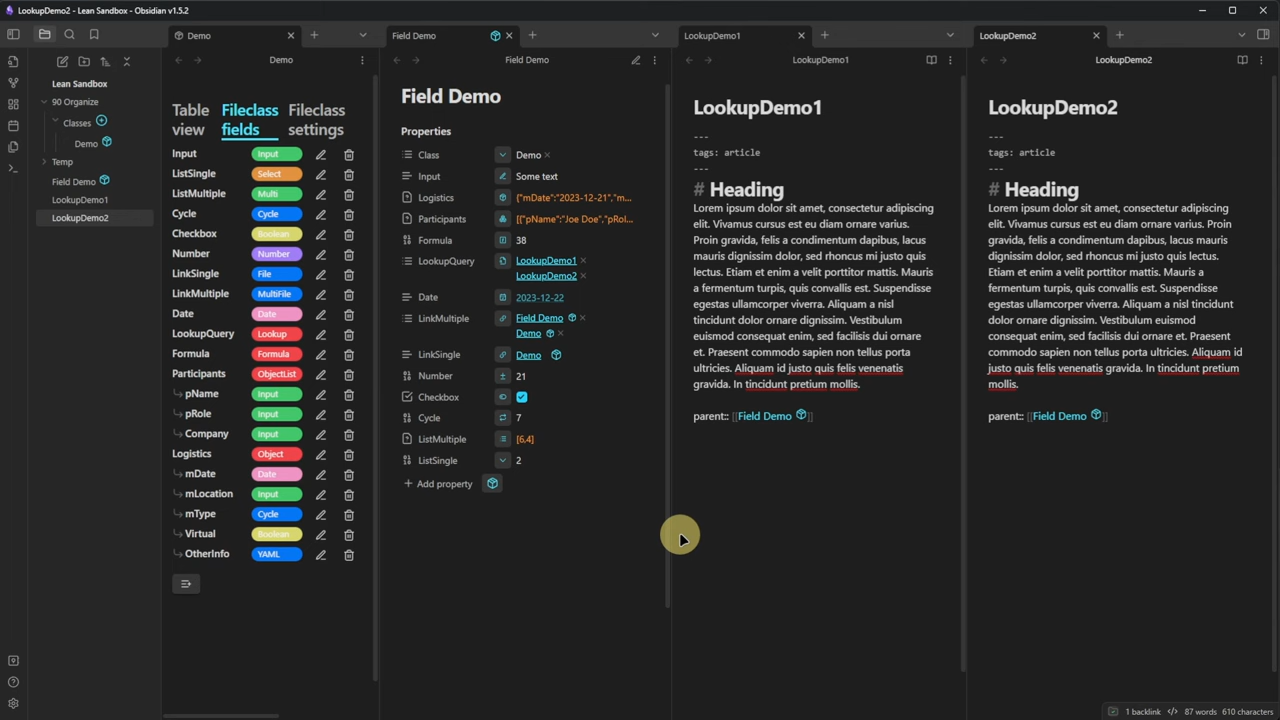 LookupDemo2 - Lean Sandbox - Obsidian v1.5.2
Demo
Field Demo
LookupDemo1
LookupDemo2
Demo
Field Demo
LookupDemo1
LookupDemo2
Lean Sandbox
90 Organize
Classes
Demo
Temp
Field Demo
LookupDemo1
LookupDemo2
Table view
Fileclass fields
Fileclass settings
Input Input
ListSingle Select
ListMultiple Multi
Cycle Cycle
Checkbox Boolean
Number Number
LinkSingle File
LinkMultiple MultiFile
Date Date
LookupQuery Lookup
Formula Formula
Participants ObjectList
pName Input
pRole Input
Company Input
Logistics Object
mDate Date
mLocation Input
mType Cycle
Virtual Boolean
OtherInfo YAML
Field Demo
Properties
Class Demo
Input Some text
Logistics {"mDate":"2023-12-21","m...
Participants [{"pName":"Joe Doe","pRol...
Formula 38
LookupQuery LookupDemo1
LookupDemo2
Date 2023-12-22
LinkMultiple Field Demo
Demo
LinkSingle Demo
Number 21
Checkbox
Cycle 7
ListMultiple [6,4]
ListSingle 2
Add property
LookupDemo1
---
tags: article
---
# Heading
Lorem ipsum dolor sit amet, consectetur adipiscing
elit. Vivamus cursus est eu diam ornare varius.
Proin gravida, felis a condimentum dapibus, lacus
mauris dignissim dolor, sed rhoncus mi justo quis
lectus. Etiam et enim a velit porttitor mattis. Mauris
a fermentum turpis, quis convallis est. Suspendisse
egestas ullamcorper viverra. Aliquam a nisl
tincidunt dolor ornare dignissim. Vestibulum
euismod consequat enim, sed facilisis dui ornare
et. Praesent commodo sapien non tellus porta
ultricies. Aliquam id justo quis felis venenatis
gravida. In tincidunt pretium mollis.
parent:: [[Field Demo]]
LookupDemo2
---
tags: article
---
# Heading
Lorem ipsum dolor sit amet, consectetur adipiscing
elit. Vivamus cursus est eu diam ornare varius.
Proin gravida, felis a condimentum dapibus, lacus mauris
dignissim dolor, sed rhoncus mi justo quis lectus.
Etiam et enim a velit porttitor mattis. Mauris a
fermentum turpis, quis convallis est. Suspendisse
egestas ullamcorper viverra. Aliquam a nisl tincidunt
dolor ornare dignissim. Vestibulum euismod
consequat enim, sed facilisis dui ornare et. Praesent
commodo sapien non tellus porta ultricies. Aliquam id
justo quis felis venenatis gravida. In tincidunt pretium
mollis.
parent:: [[Field Demo]]
1 backlink 87 words 610 characters